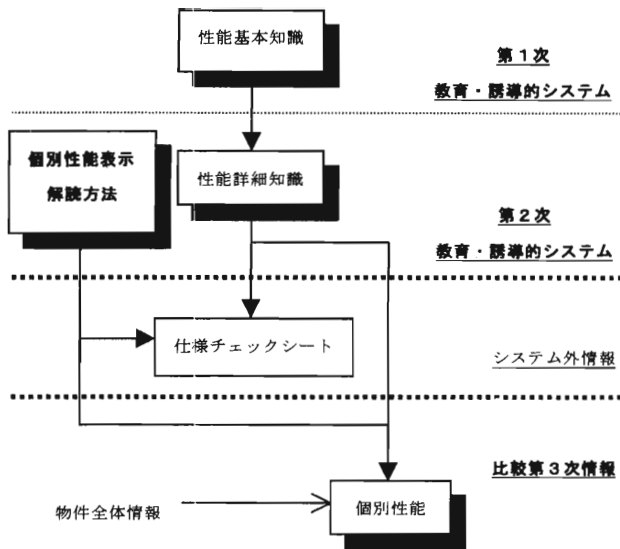 性能基本知識
第1次
教育・誘導的システム
個別性能表示
解読方法
性能詳細知識
第2次
教育・誘導的システム
仕様チェックシート
システム外情報
比較第3次情報
物件全体情報
個別性能